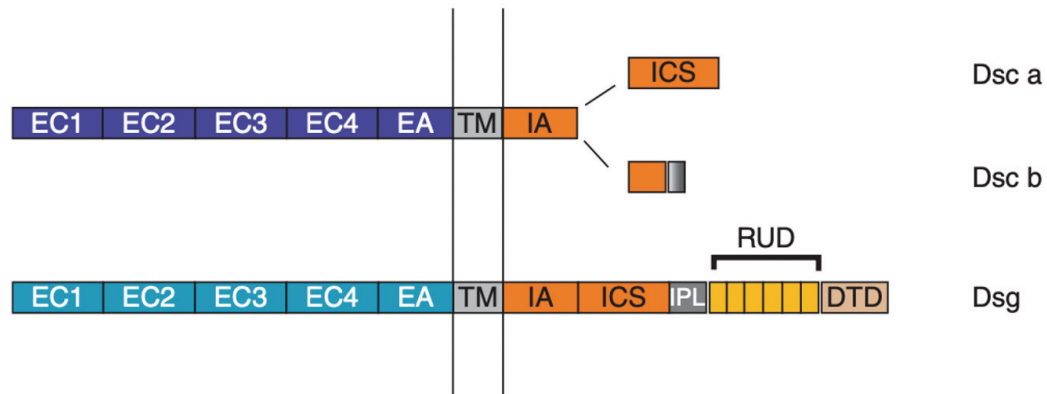 ICS Dsc a
EC1 EC2 EC3 EC4 EA TM IA
Dsc b
RUD
EC1 EC2 EC3 EC4 EA TM IA ICS IPL DTD Dsg